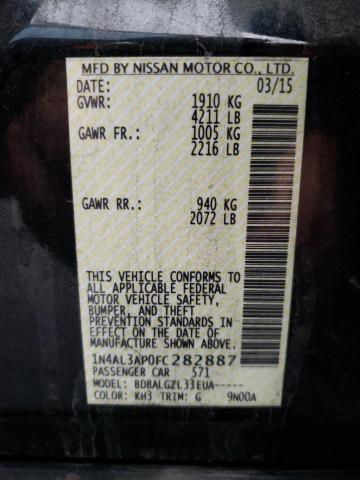 MFD BY NISSAN MOTOR CO., LTD.
DATE: 03/15
GVWR: 1910 KG
4211 LB
GAWR FR.: 1005 KG
2216 LB
GAWR RR.: 940 KG
2072 LB
THIS VEHICLE CONFORMS TO
ALL APPLICABLE FEDERAL
MOTOR VEHICLE SAFETY,
BUMPER, AND THEFT
PREVENTION STANDARDS IN
EFFECT ON THE DATE OF
MANUFACTURE SHOWN ABOVE.
1N4AL3AP0FC282887
PASSENGER CAR 571
MODEL: BDBALGZL33EUA-----
COLOR: KH3 TRIM: G 9N00A